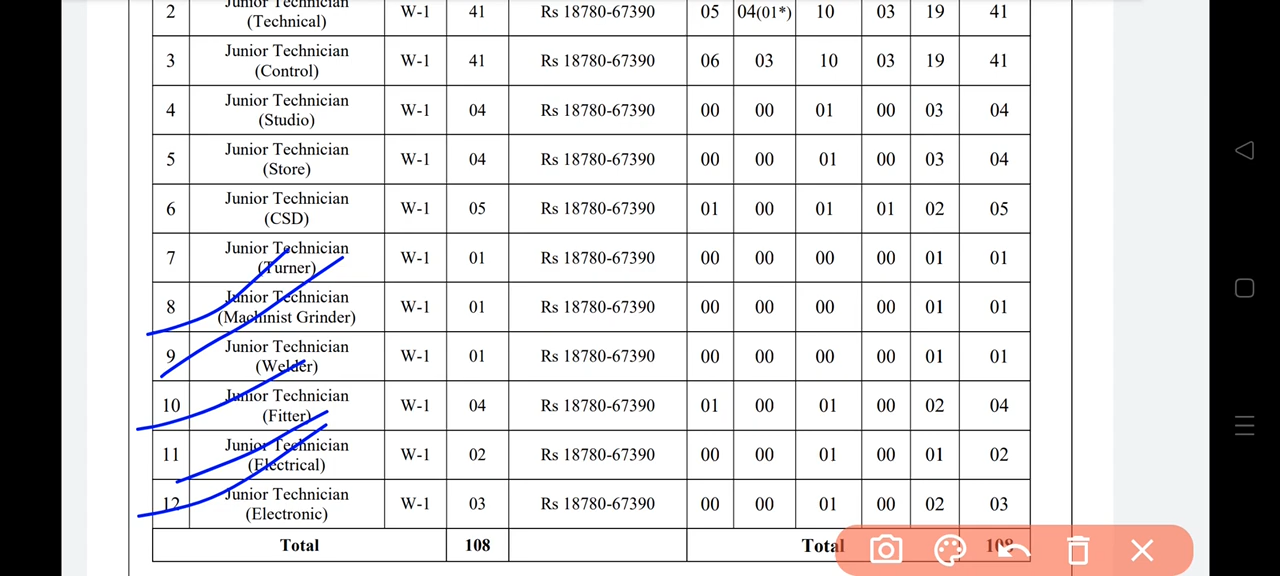 2 Junior Technician (Technical) W-1 41 Rs 18780-67390 05 04(01*) 10 03 19 41
3 Junior Technician (Control) W-1 41 Rs 18780-67390 06 03 10 03 19 41
4 Junior Technician (Studio) W-1 04 Rs 18780-67390 00 00 01 00 03 04
5 Junior Technician (Store) W-1 04 Rs 18780-67390 00 00 01 00 03 04
6 Junior Technician (CSD) W-1 05 Rs 18780-67390 01 00 01 01 02 05
7 Junior Technician (Turner) W-1 01 Rs 18780-67390 00 00 00 00 01 01
8 Junior Technician (Machinist Grinder) W-1 01 Rs 18780-67390 00 00 00 00 01 01
9 Junior Technician (Welder) W-1 01 Rs 18780-67390 00 00 00 00 01 01
10 Junior Technician (Fitter) W-1 04 Rs 18780-67390 01 00 01 00 02 04
11 Junior Technician (Electrical) W-1 02 Rs 18780-67390 00 00 01 00 01 02
12 Junior Technician (Electronic) W-1 03 Rs 18780-67390 00 00 01 00 02 03
Total 108 Total 108